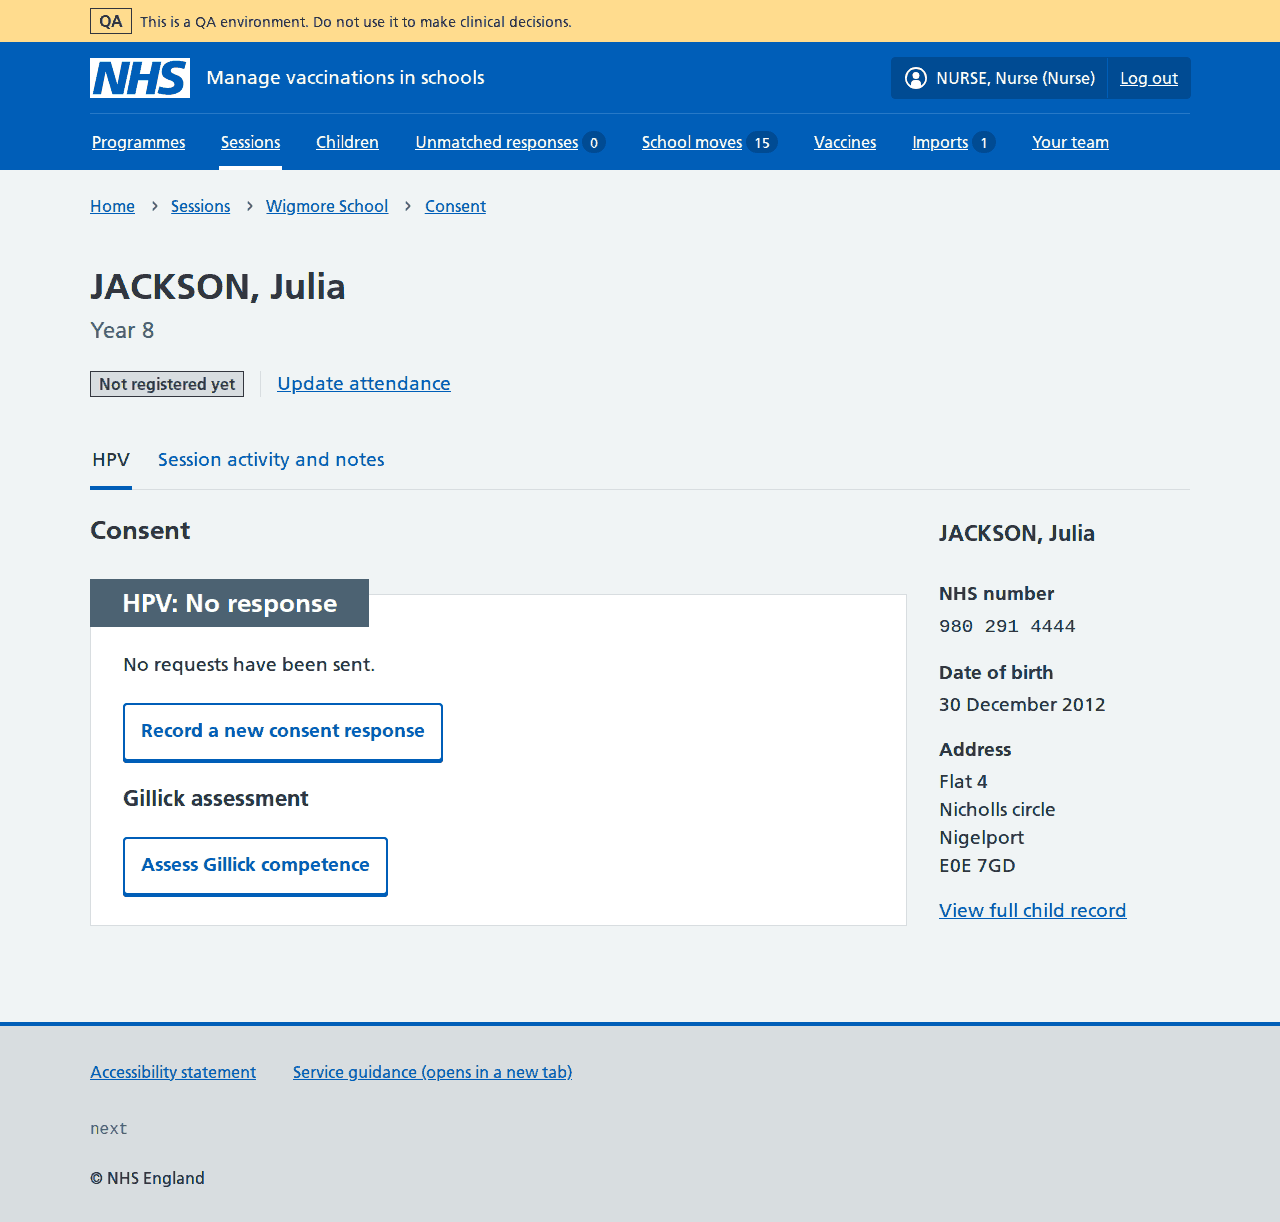 QA This is a QA environment. Do not use it to make clinical decisions.
NHS Manage vaccinations in schools NURSE, Nurse (Nurse) Log out
Programmes Sessions Children Unmatched responses 0 School moves 15 Vaccines Imports 1 Your team
Home Sessions Wigmore School Consent
JACKSON, Julia
Year 8
Not registered yet Update attendance
HPV Session activity and notes
Consent
HPV: No response
No requests have been sent.
Record a new consent response
Gillick assessment
Assess Gillick competence
JACKSON, Julia
NHS number
980 291 4444
Date of birth
30 December 2012
Address
Flat 4
Nicholls circle
Nigelport
E0E 7GD
View full child record
Accessibility statement Service guidance (opens in a new tab)
next
© NHS England